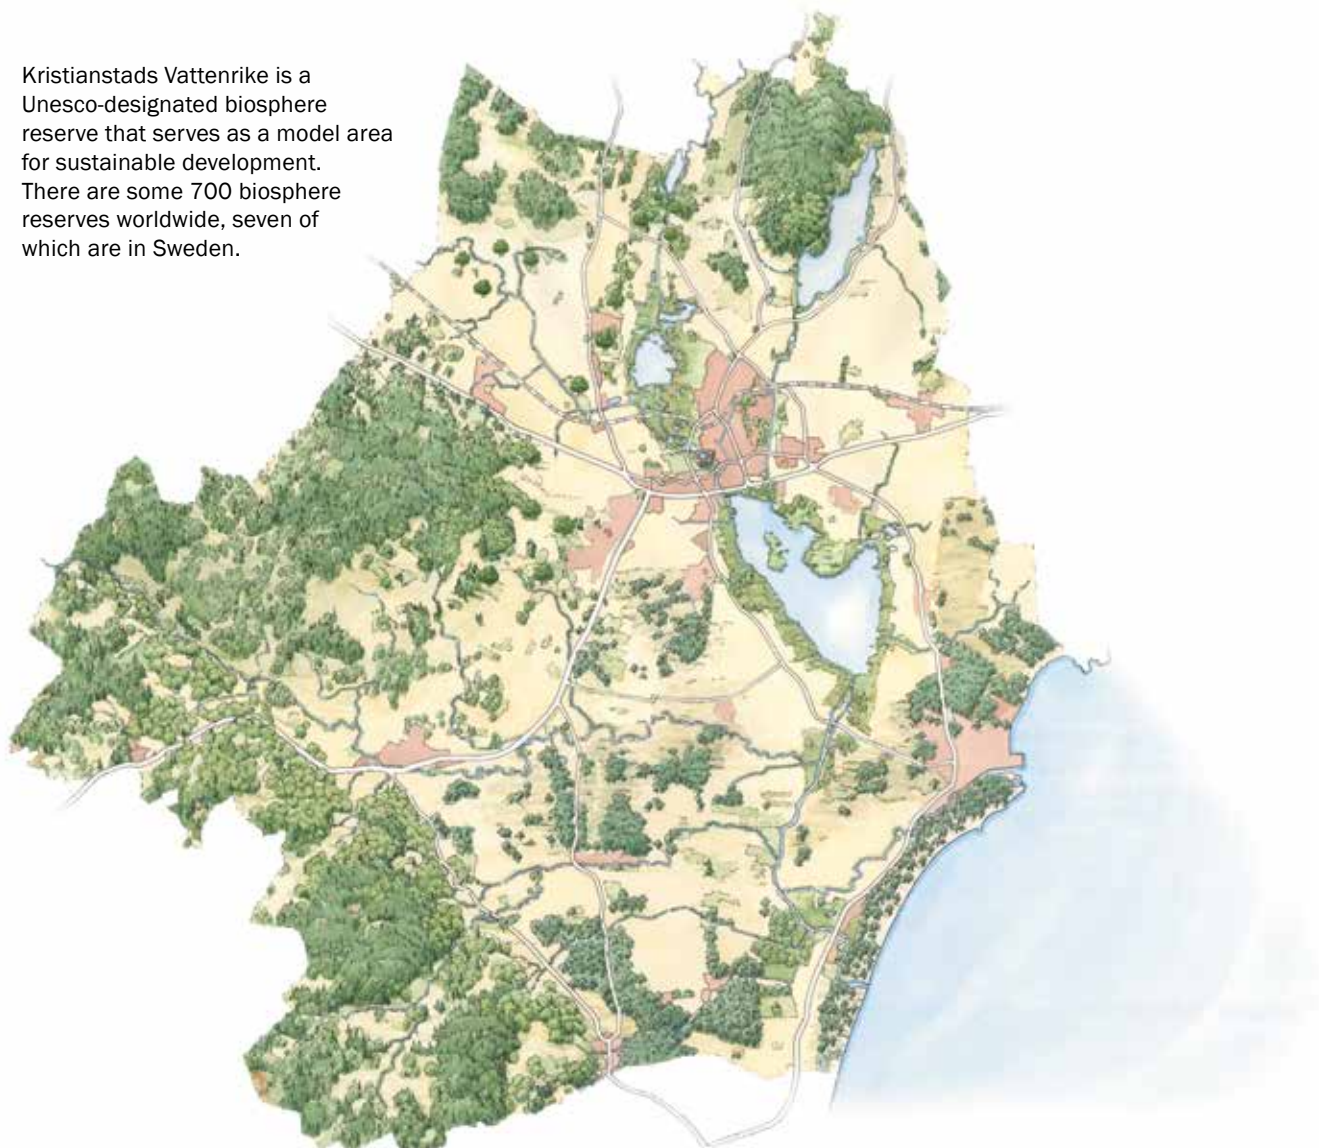 Kristianstads Vattenrike is a
Unesco-designated biosphere
reserve that serves as a model area
for sustainable development.
There are some 700 biosphere
reserves worldwide, seven of
which are in Sweden.